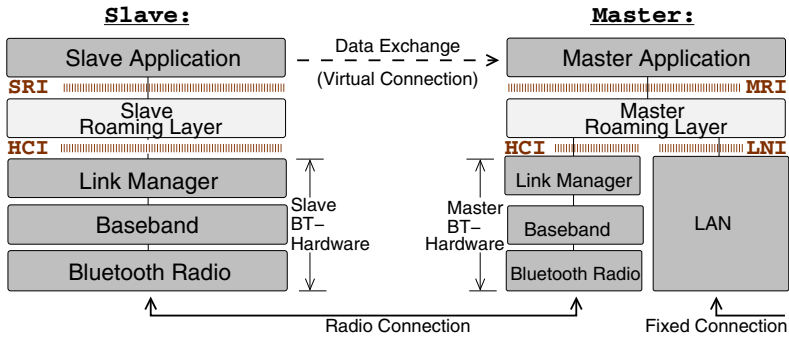 Slave:
Master:
Slave Application
Data Exchange
(Virtual Connection)
Master Application
SRI
MRI
Slave
Roaming Layer
Master
Roaming Layer
HCI
HCI
LNI
Link Manager
Baseband
Bluetooth Radio
Slave
BT–
Hardware
Master
BT–
Hardware
Link Manager
Baseband
Bluetooth Radio
LAN
Radio Connection
Fixed Connection